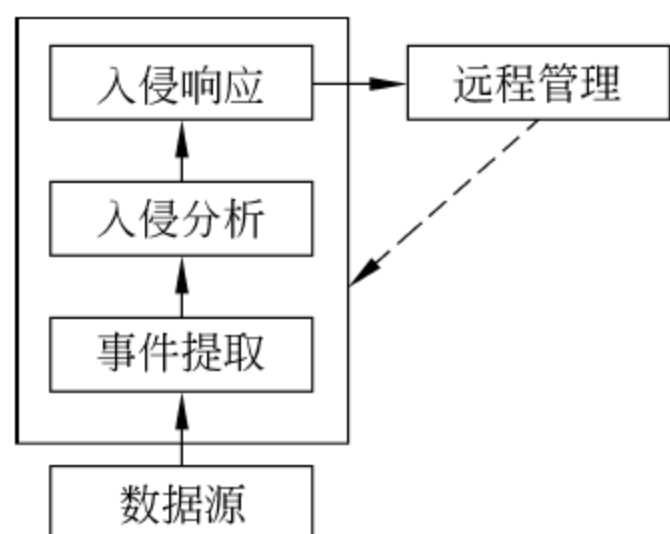 入侵响应
远程管理
入侵分析
事件提取
数据源